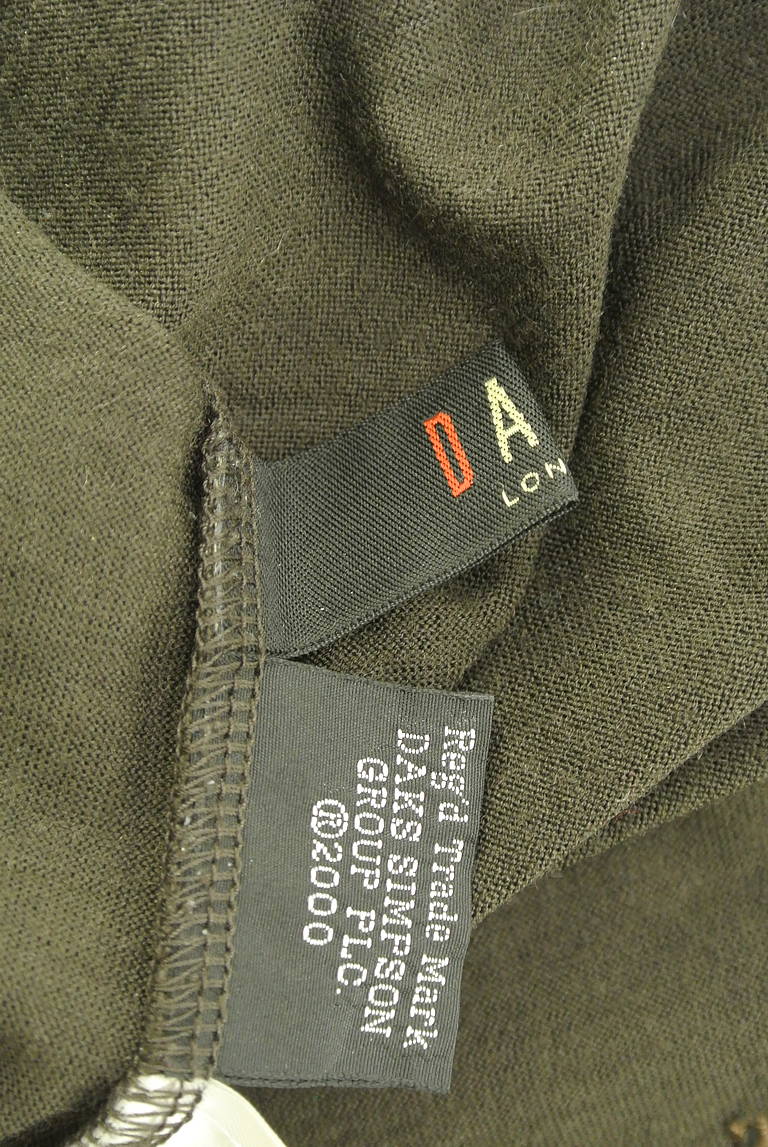 DA
LON
Reg'd Trade Mark
DAKS SIMPSON
GROUP PLC.
®2000